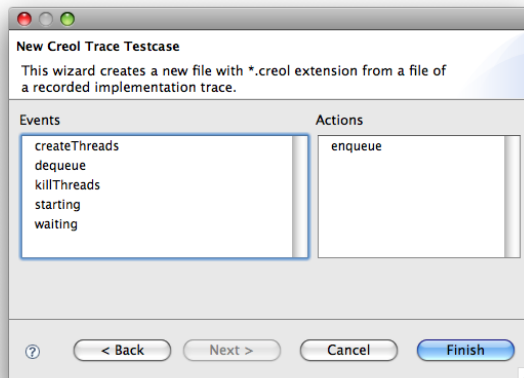 New Creol Trace Testcase
This wizard creates a new file with *.creol extension from a file of
a recorded implementation trace.
Events
Actions
createThreads
enqueue
dequeue
killThreads
starting
waiting
?
< Back
Next >
Cancel
Finish